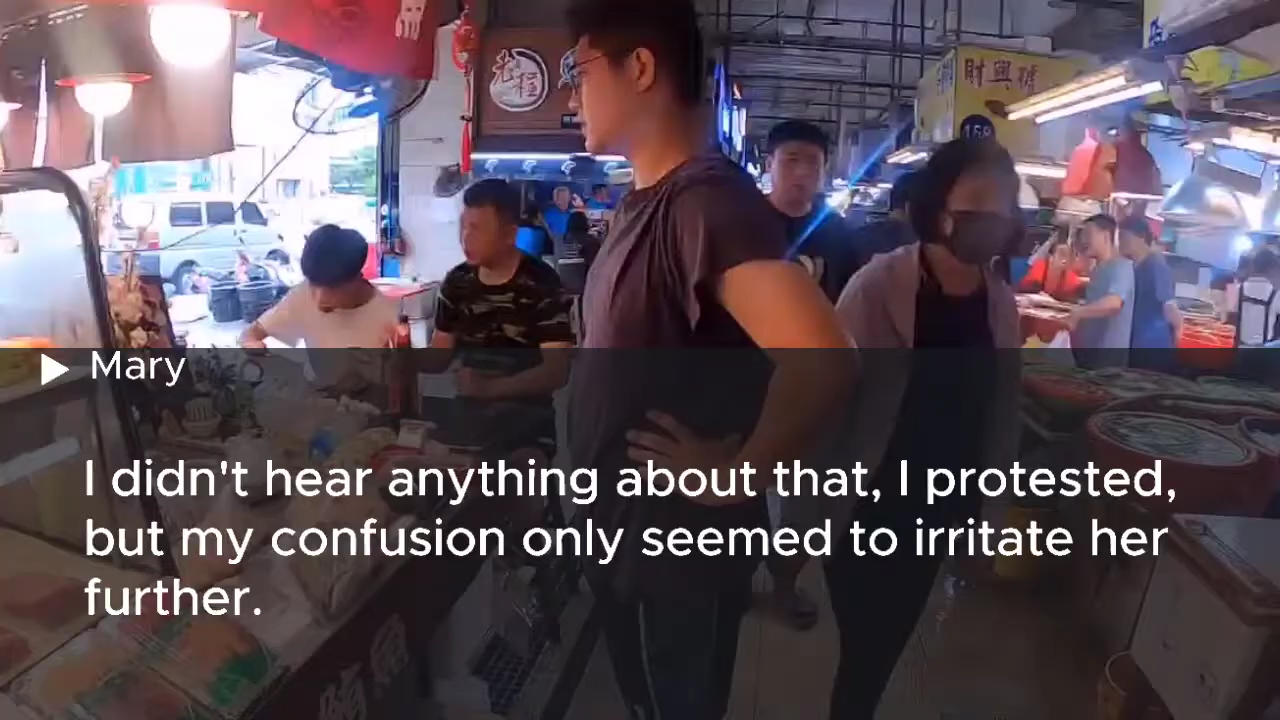 財興號
158
Mary
I didn't hear anything about that, I protested,
but my confusion only seemed to irritate her
further.